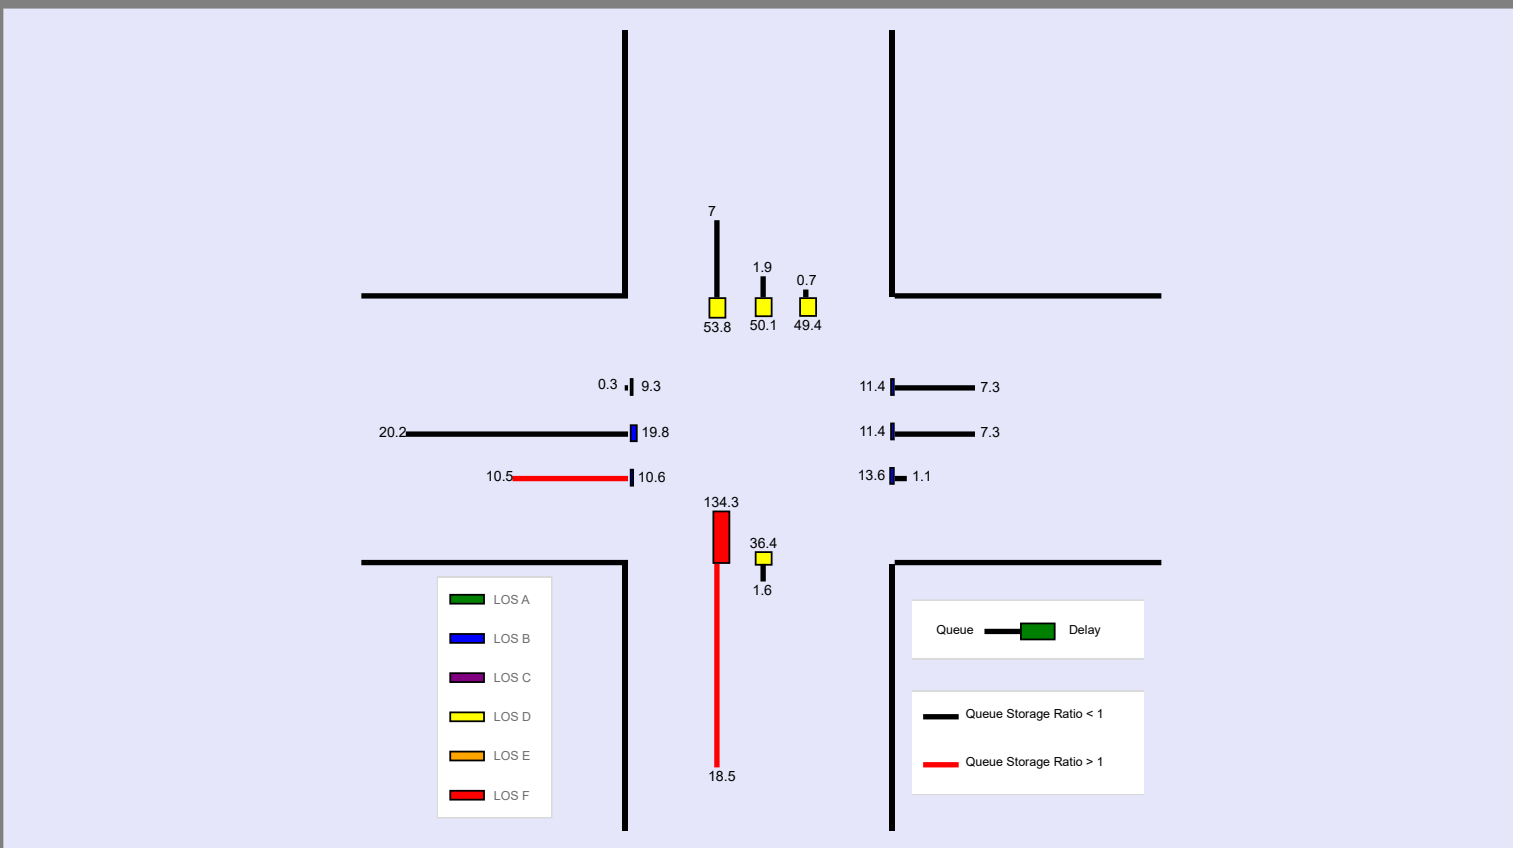 7
1.9
0.7
53.8
50.1
49.4
0.3
9.3
11.4
7.3
20.2
19.8
11.4
7.3
10.5
10.6
13.6
1.1
134.3
36.4
1.6
18.5
LOS A
LOS B
LOS C
LOS D
LOS E
LOS F
Queue
Delay
Queue Storage Ratio < 1
Queue Storage Ratio > 1